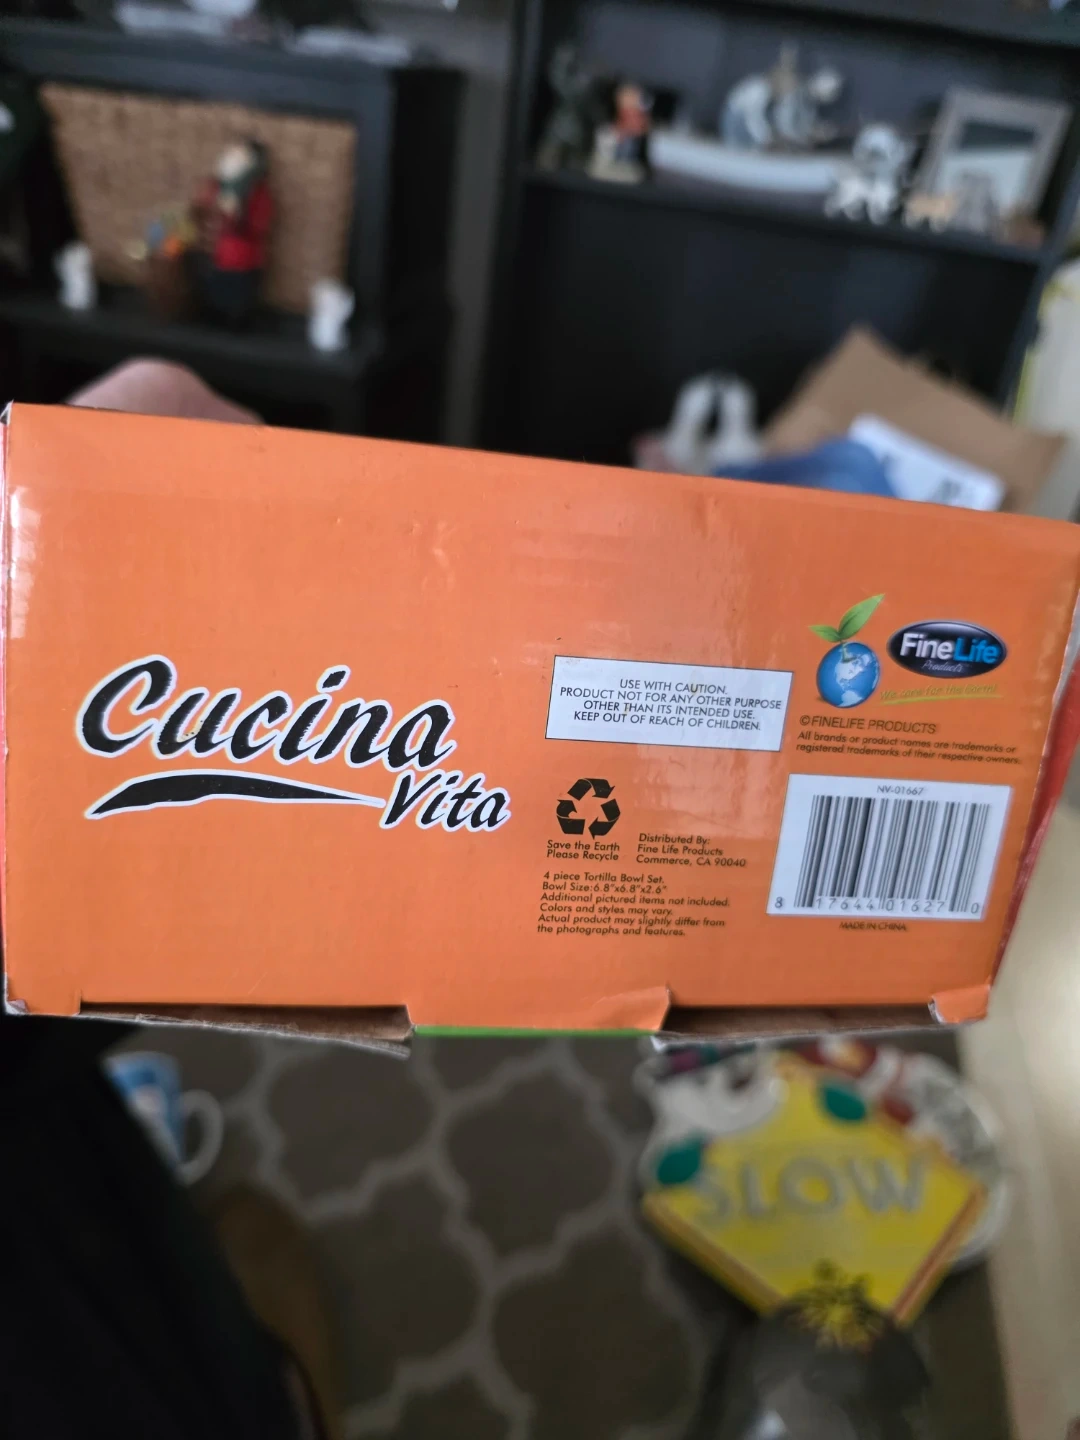 Cucina
Vita
USE WITH CAUTION.
PRODUCT NOT FOR ANY OTHER PURPOSE
OTHER THAN ITS INTENDED USE.
KEEP OUT OF REACH OF CHILDREN.
FineLife
Products
We care for the Earth!
©FINELIFE PRODUCTS
All brands or product names are trademarks or
registered trademarks of their respective owners.
Save the Earth
Please Recycle
Distributed By:
Fine Life Products
Commerce, CA 90040
4 piece Tortilla Bowl Set.
Bowl Size:6.8"x6.8"x2.6"
Additional pictured items not included.
Colors and styles may vary.
Actual product may slightly differ from
the photographs and features.
NV-01667
8 17644 01627 0
MADE IN CHINA
SLOW